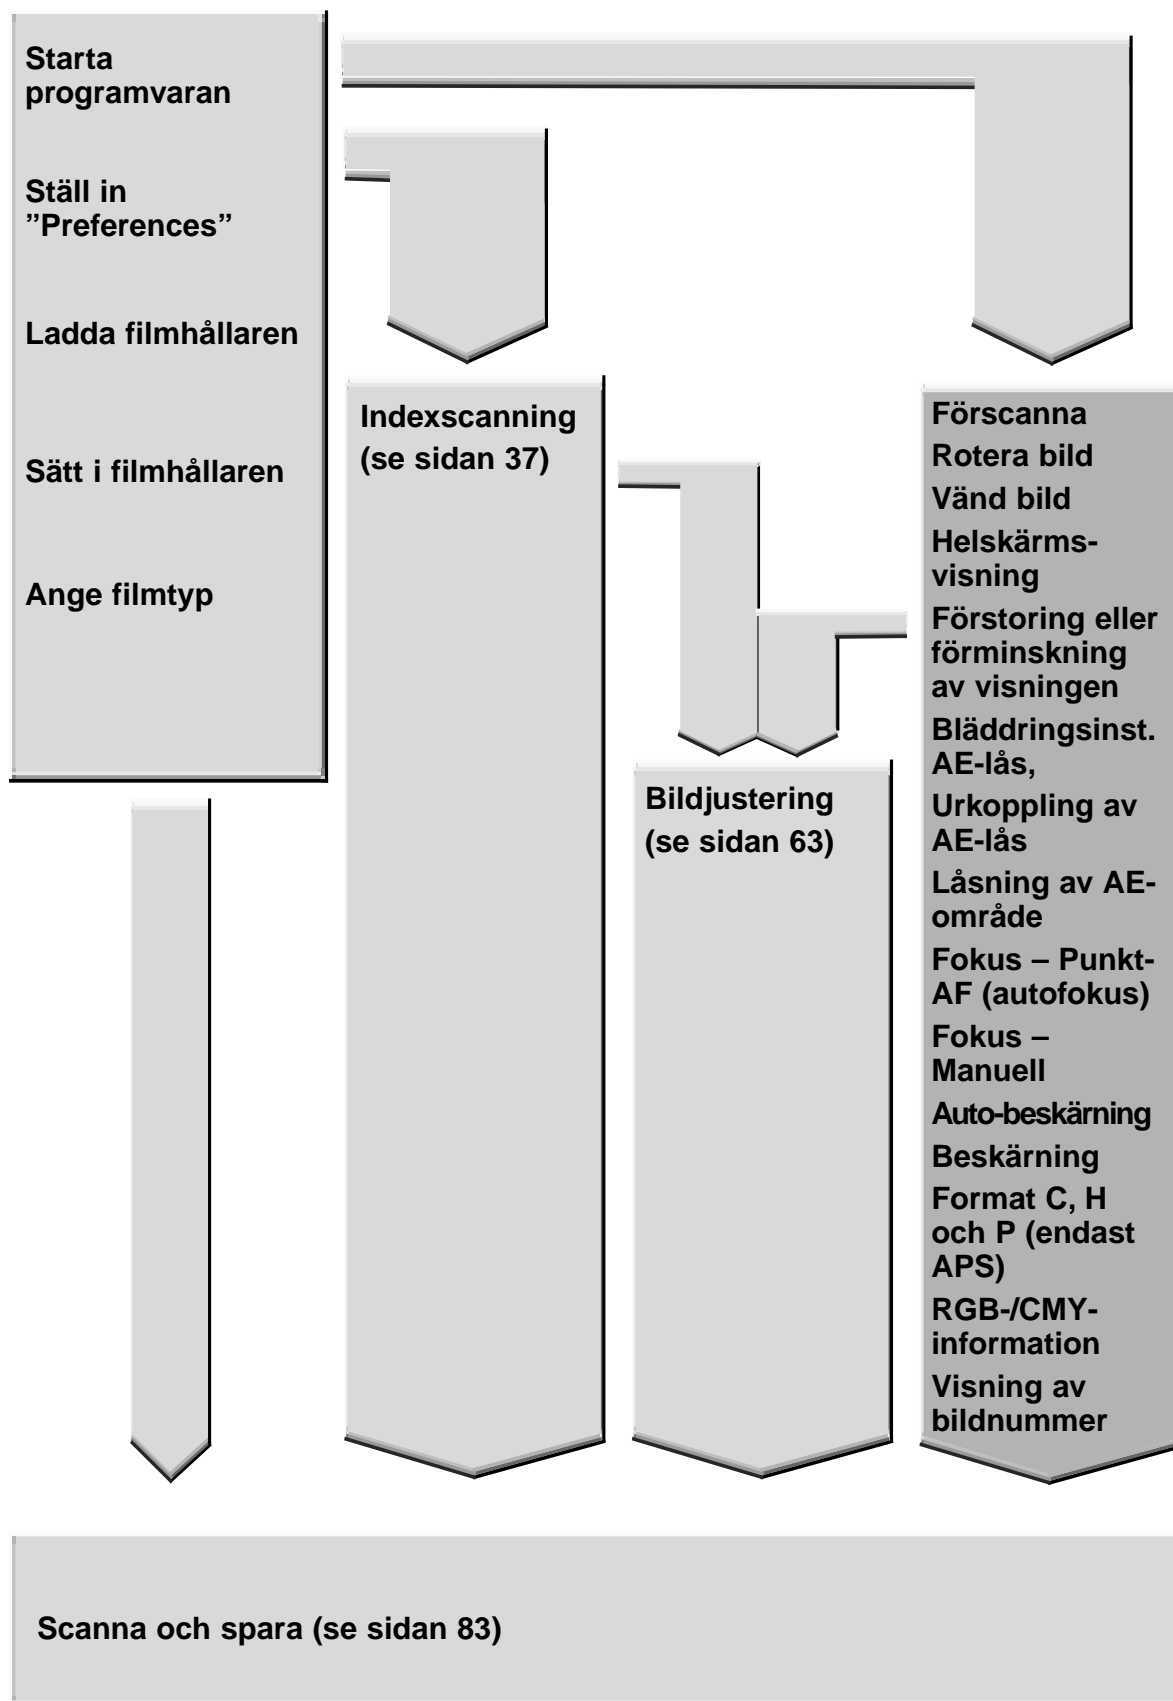 Starta
programvaran
Ställ in
”Preferences”
Ladda filmhållaren
Sätt i filmhållaren
Ange filmtyp
Indexscanning
(se sidan 37)
Bildjustering
(se sidan 63)
Förscanna
Rotera bild
Vänd bild
Helskärms-
visning
Förstoring eller
förminskning
av visningen
Bläddringsinst.
AE-lås,
Urkoppling av
AE-lås
Låsning av AE-
område
Fokus – Punkt-
AF (autofokus)
Fokus –
Manuell
Auto-beskärning
Beskärning
Format C, H
och P (endast
APS)
RGB-/CMY-
information
Visning av
bildnummer
Scanna och spara (se sidan 83)